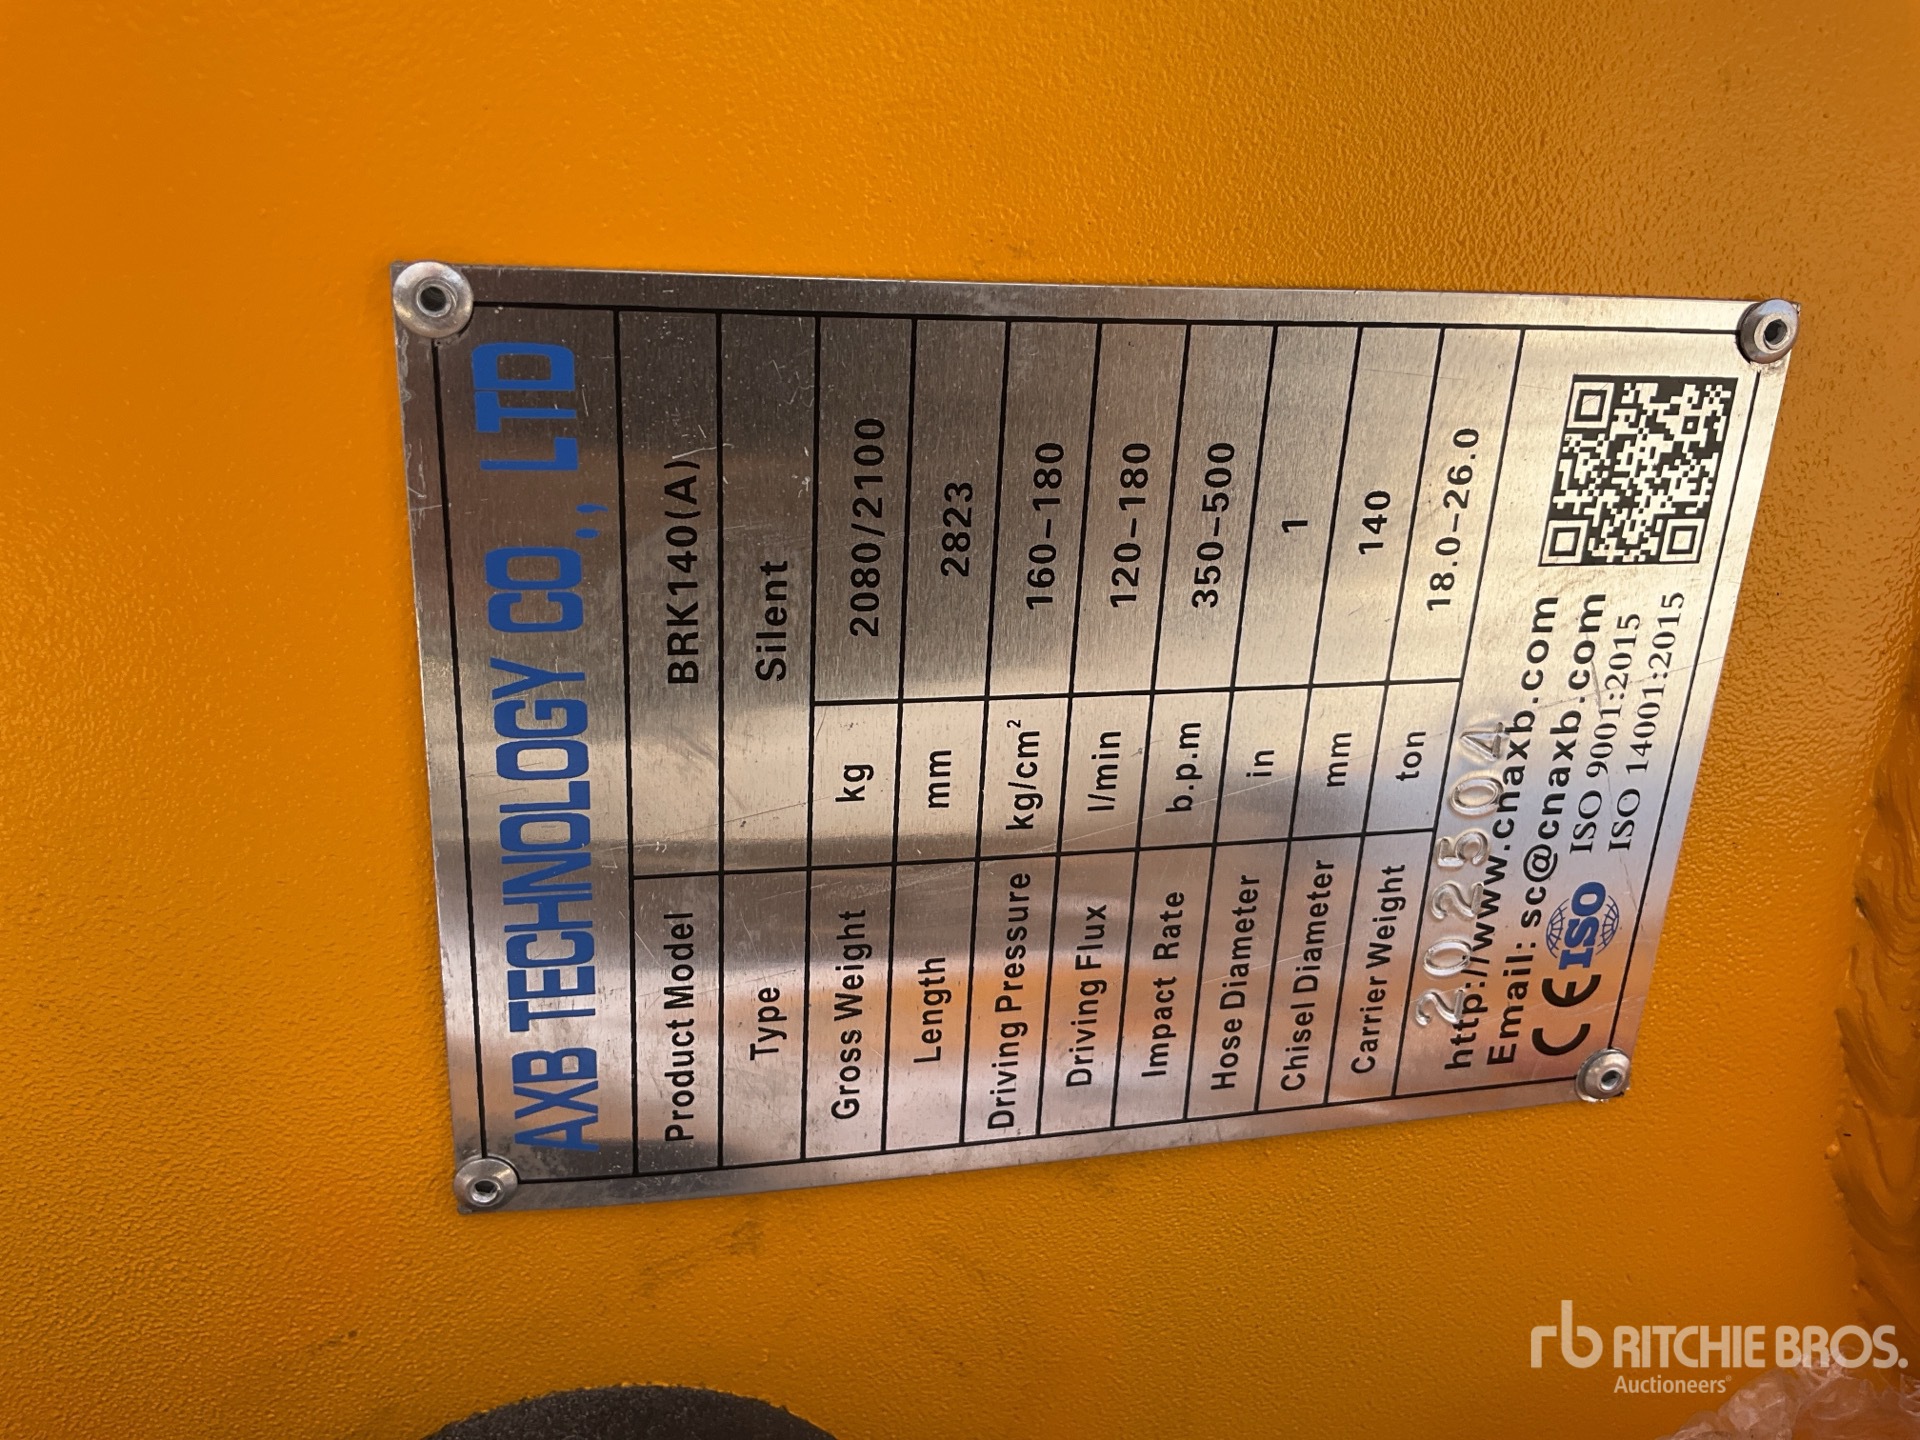 AXB TECHNOLOGY CO., LTD
Product Model BRK140(A)
Type Silent
Gross Weight kg 2080/2100
Length mm 2823
Driving Pressure kg/cm² 160-180
Driving Flux l/min 120-180
Impact Rate b.p.m 350-500
Hose Diameter in 1
Chisel Diameter mm 140
Carrier Weight ton 18.0-26.0
202504
http://www.cnaxb.com
Email: sc@cnaxb.com
CE ISO ISO 9001:2015
ISO 14001:2015
rb RITCHIE BROS.
Auctioneers